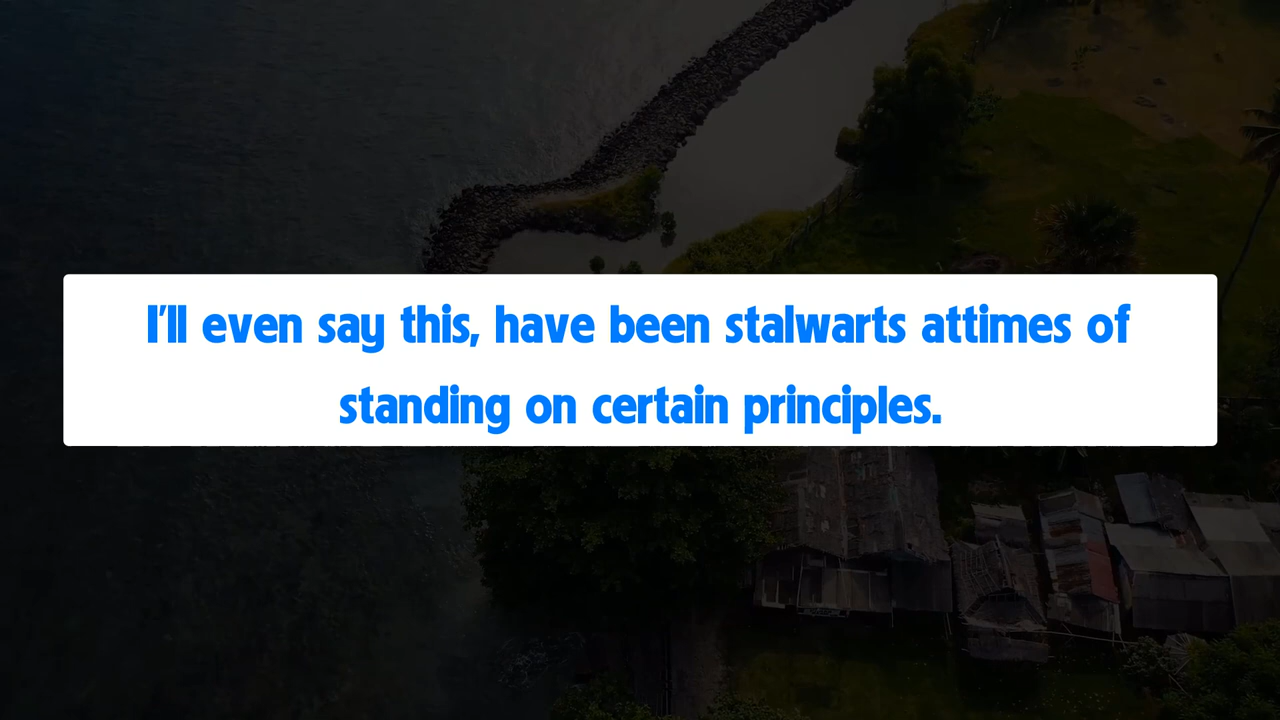 I'll even say this, have been stalwarts attimes of
standing on certain principles.